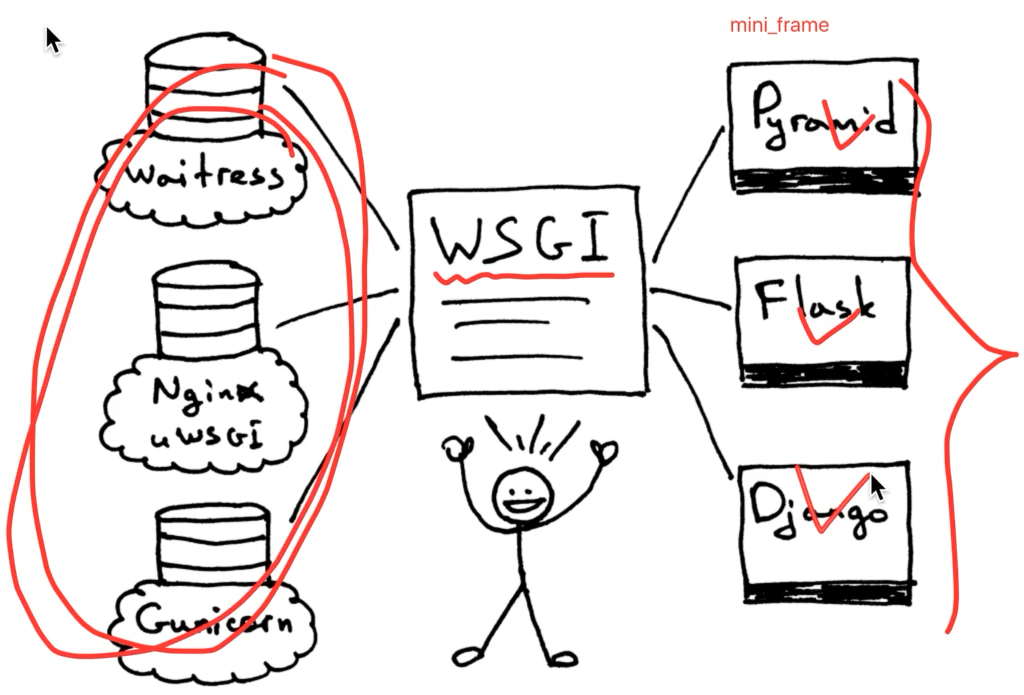 mini_frame
Waitress
Nginx
uWSGI
Gunicorn
WSGI
Pyramid
Flask
Django